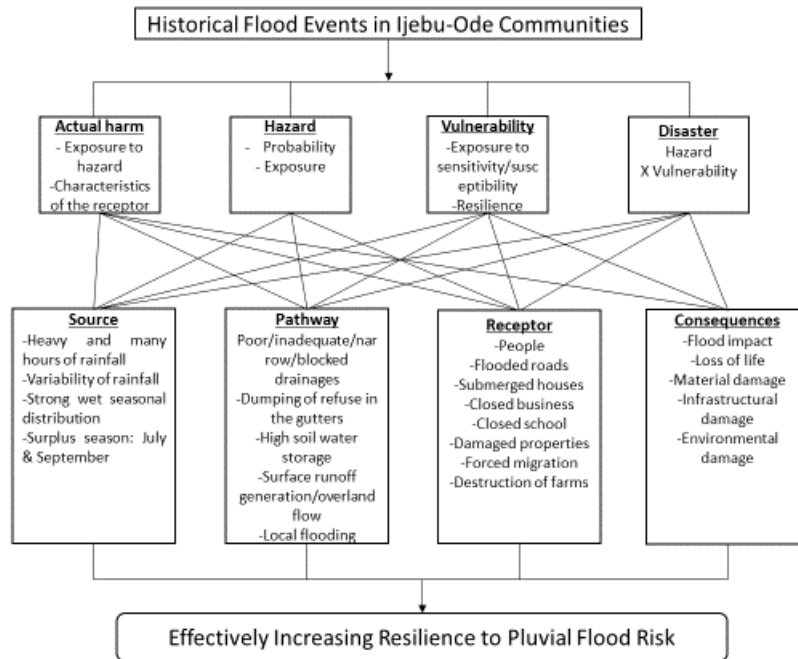 Historical Flood Events in Ijebu-Ode Communities
Actual harm
- Exposure to
hazard
-Characteristics
of the receptor
Hazard
- Probability
- Exposure
Vulnerability
-Exposure to
sensitivity/susc
eptibility
-Resilience
Disaster
Hazard
X Vulnerability
Source
-Heavy and many
hours of rainfall
-Variability of rainfall
-Strong wet seasonal
distribution
-Surplus season: July
& September
Pathway
Poor/inadequate/nar
row/blocked
drainages
-Dumping of refuse in
the gutters
-High soil water
storage
-Surface runoff
generation/overland
flow
-Local flooding
Receptor
-People
-Flooded roads
-Submerged houses
-Closed business
-Closed school
-Damaged properties
-Forced migration
-Destruction of farms
Consequences
-Flood impact
-Loss of life
-Material damage
-Infrastructural
damage
-Environmental
damage
Effectively Increasing Resilience to Pluvial Flood Risk